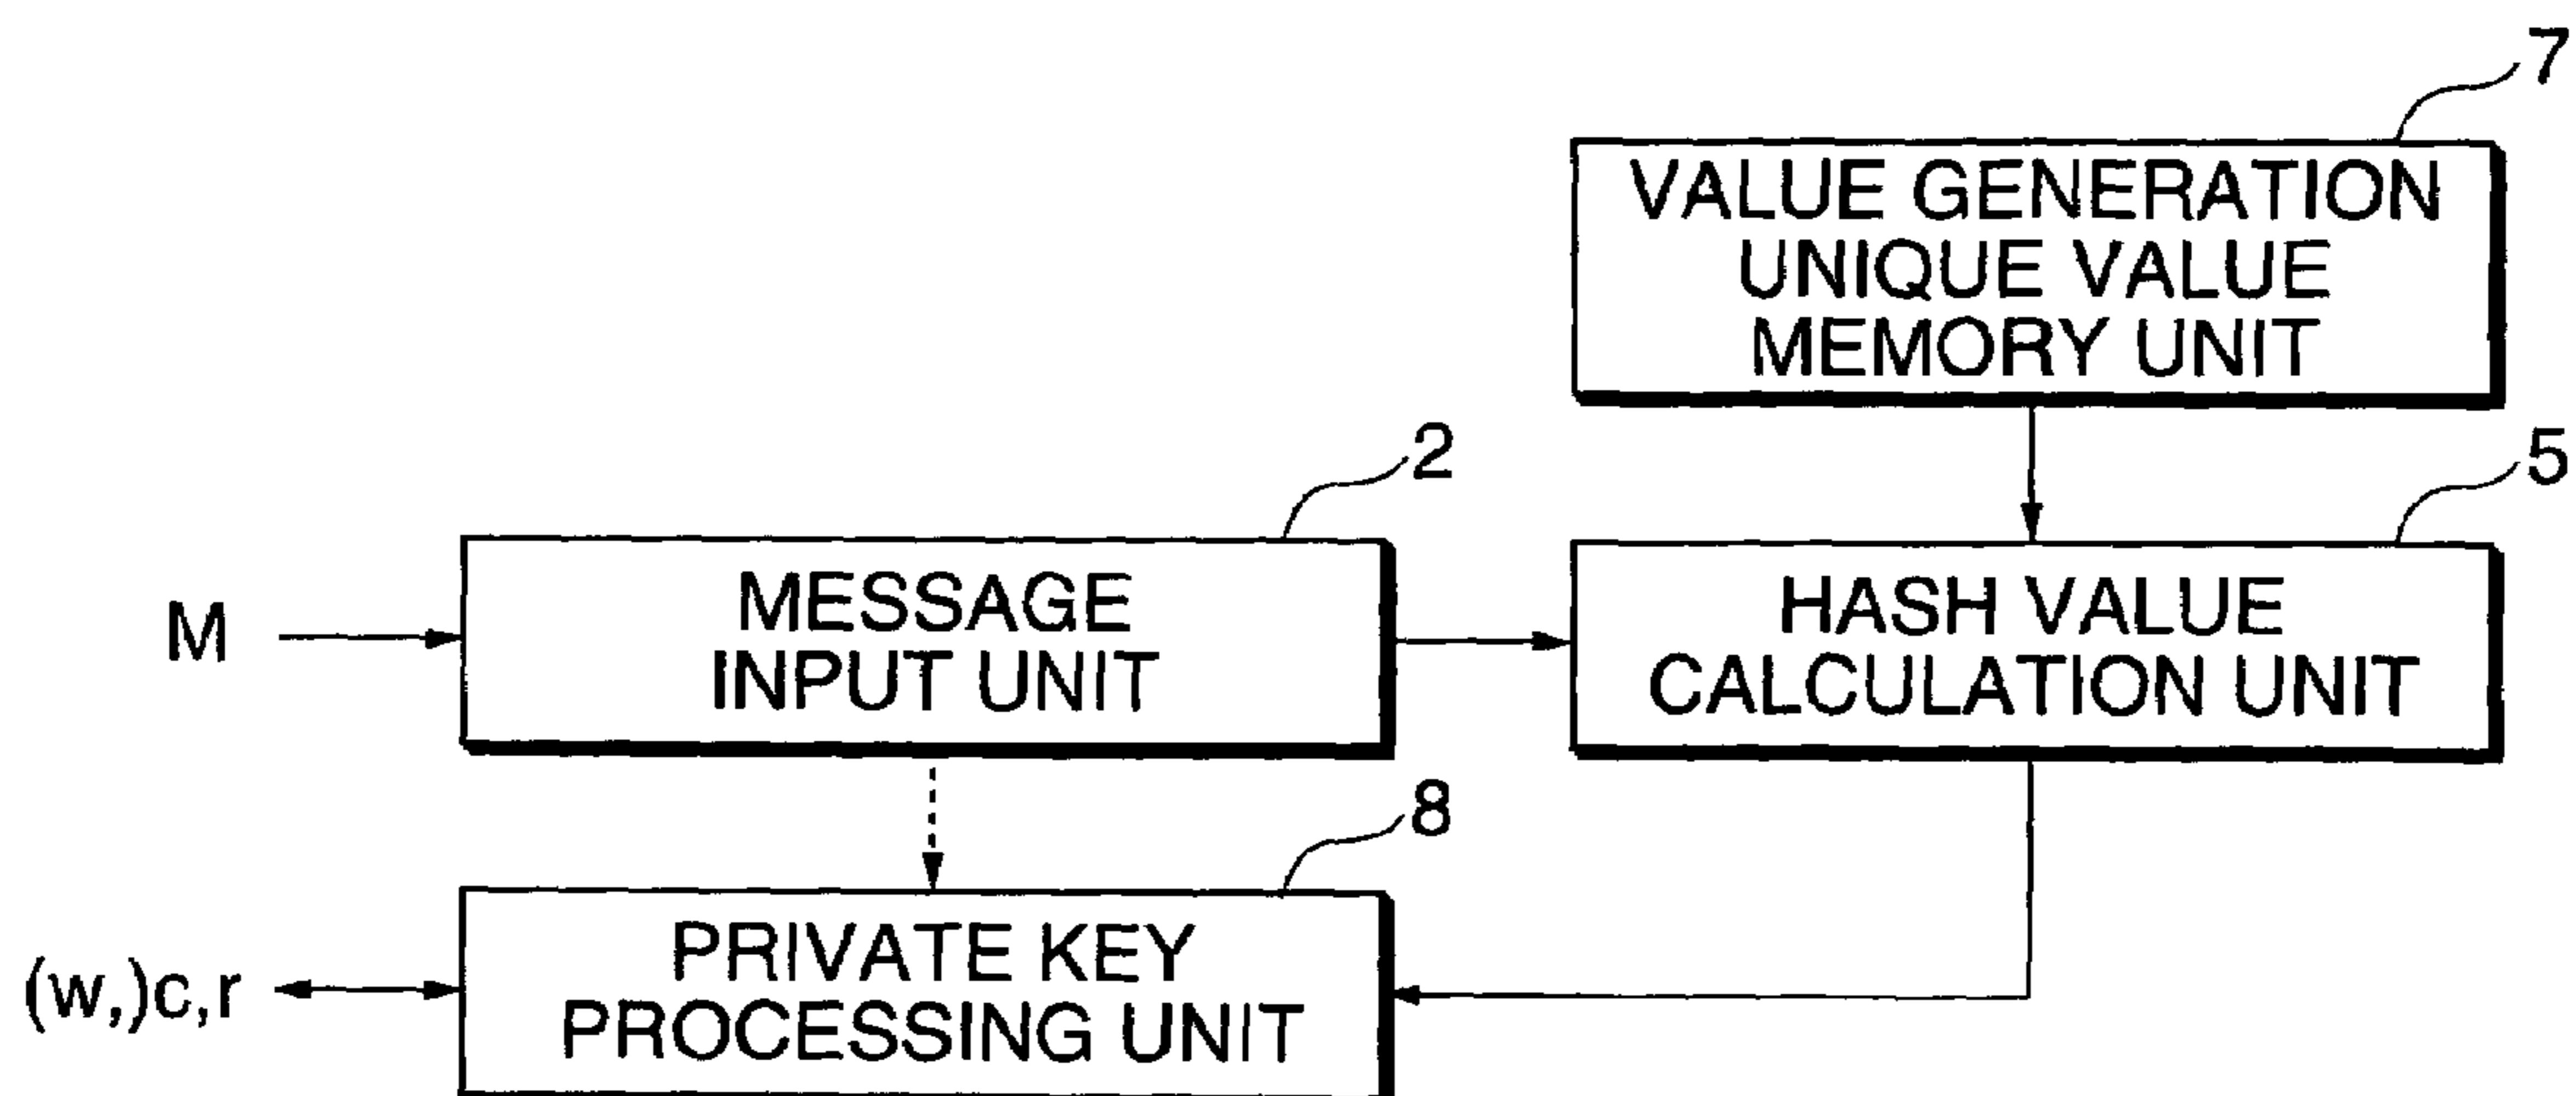 7
VALUE GENERATION
UNIQUE VALUE
MEMORY UNIT
2
5
M
MESSAGE
INPUT UNIT
HASH VALUE
CALCULATION UNIT
8
(w,)c,r
PRIVATE KEY
PROCESSING UNIT